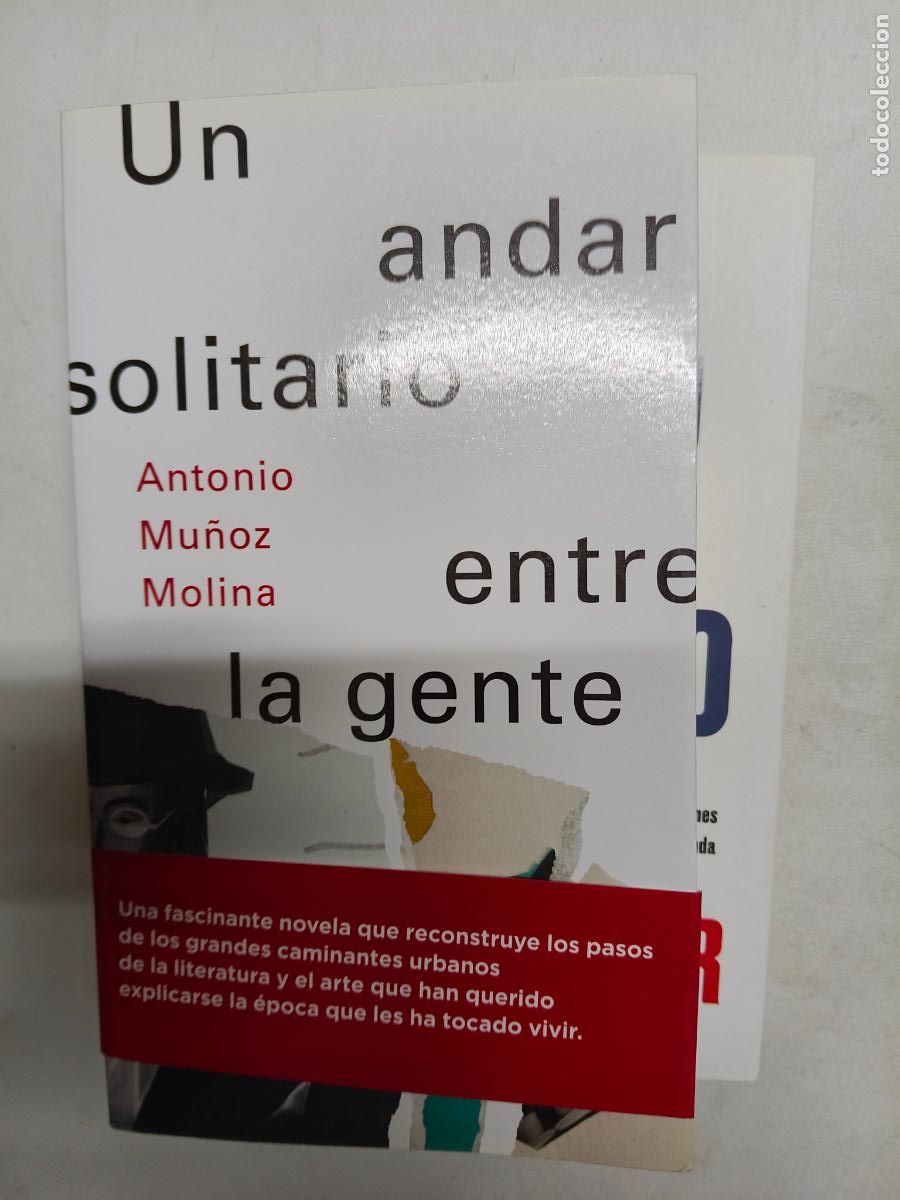 Un
andar
solitario
Antonio
Muñoz
Molina
entre
la gente
Una fascinante novela que reconstruye los pasos
de los grandes caminantes urbanos
de la literatura y el arte que han querido
explicarse la época que les ha tocado vivir.
todocoleccion